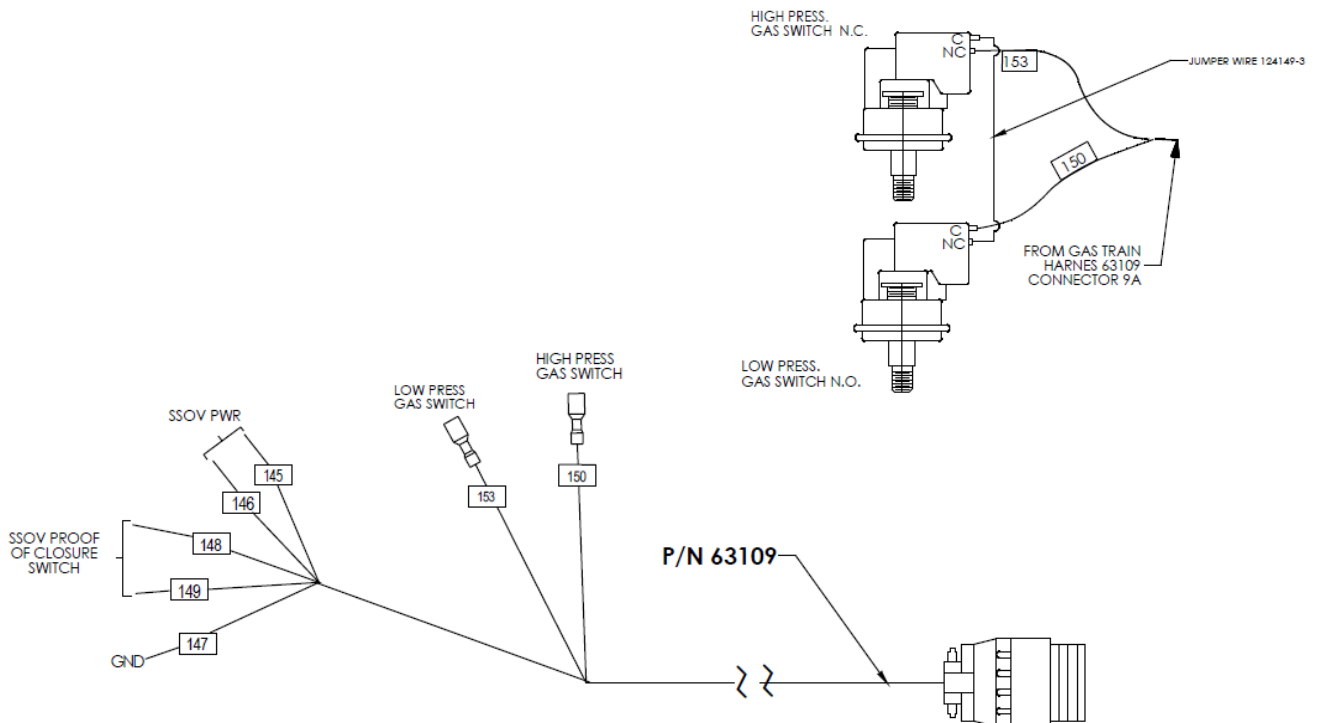 HIGH PRESS.
GAS SWITCH N.C.
C
NC
153
JUMPER WIRE 124149-3
150
C
NC
FROM GAS TRAIN
HARNES 63109
CONNECTOR 9A
LOW PRESS.
GAS SWITCH N.O.
HIGH PRESS
GAS SWITCH
LOW PRESS
GAS SWITCH
SSOV PWR
145
146
153
150
SSOV PROOF
OF CLOSURE
SWITCH
148
149
147
GND
P/N 63109